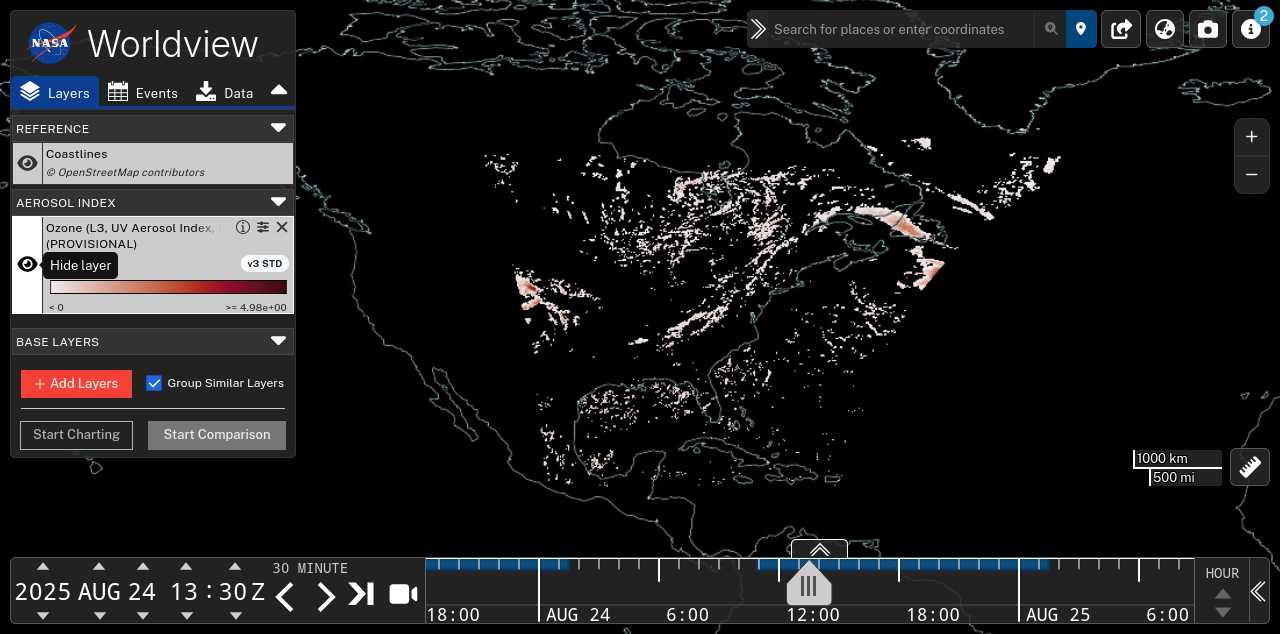 NASA
Worldview
Layers
Events
Data
REFERENCE
Coastlines
© OpenStreetMap contributors
AEROSOL INDEX
Ozone (L3, UV Aerosol Index,
(PROVISIONAL)
Hide layer
v3 STD
< 0
>= 4.98e+00
BASE LAYERS
+ Add Layers
Group Similar Layers
Start Charting
Start Comparison
Search for places or enter coordinates
2
+
−
1000 km
500 mi
2025 AUG 24 13 : 30 Z
30 MINUTE
18:00
AUG 24
6:00
12:00
18:00
AUG 25
6:00
HOUR